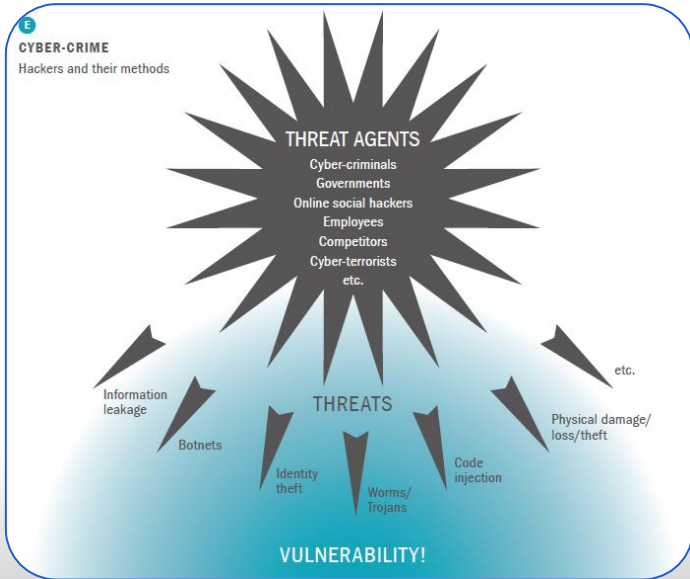 E
CYBER-CRIME
Hackers and their methods
THREAT AGENTS
Cyber-criminals
Governments
Online social hackers
Employees
Competitors
Cyber-terrorists
etc.
THREATS
Information
leakage
Botnets
Identity
theft
Worms/
Trojans
Code
injection
Physical damage/
loss/theft
etc.
VULNERABILITY!